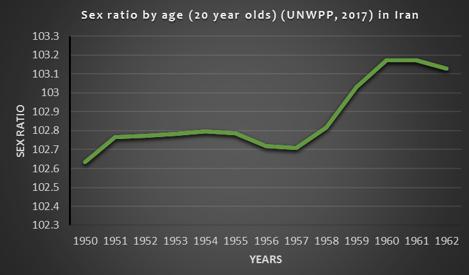 Sex ratio by age (20 year olds) (UNWPP, 2017) in Iran
103.3
103.2
103.1
103
102.9
102.8
102.7
102.6
102.5
102.4
102.3
SEX RATIO
1950 1951 1952 1953 1954 1955 1956 1957 1958 1959 1960 1961 1962
YEARS